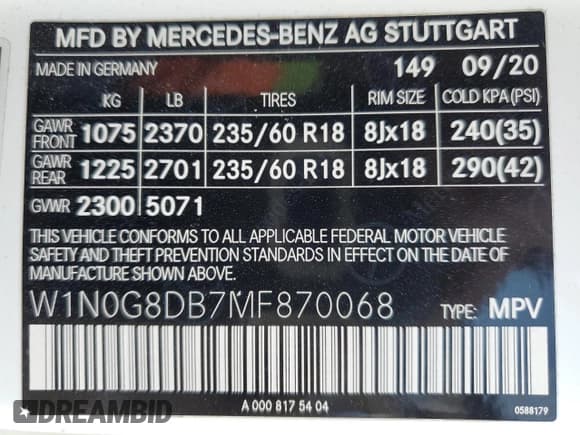 MFD BY MERCEDES-BENZ AG STUTTGART
MADE IN GERMANY 149 09/20
KG LB TIRES RIM SIZE COLD KPA(PSI)
GAWR FRONT 1075 2370 235/60 R18 8Jx18 240(35)
GAWR REAR 1225 2701 235/60 R18 8Jx18 290(42)
GVWR 2300 5071
THIS VEHICLE CONFORMS TO ALL APPLICABLE FEDERAL MOTOR VEHICLE
SAFETY AND THEFT PREVENTION STANDARDS IN EFFECT ON THE DATE OF
MANUFACTURE SHOWN ABOVE.
W1N0G8DB7MF870068 TYPE: MPV
A 000 817 54 04 0588179
DREAMBID